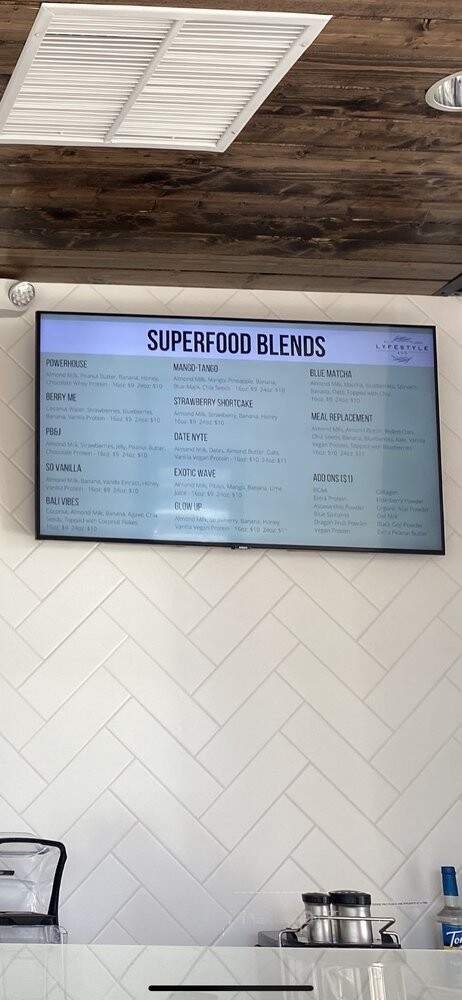 SUPERFOOD BLENDS
LYFESTYLE
POWERHOUSE
Almond Milk, Peanut Butter, Banana, Honey,
Chocolate Whey Protein - 16oz $9 24oz $10
BERRY ME
Coconut Water, Strawberries, Blueberries,
Banana, Vanilla Protein - 16oz $9 24oz $10
PB&J
Almond Milk, Strawberries, Jelly, Peanut Butter,
Chocolate Protein - 16oz $9 24oz $10
SO VANILLA
Almond Milk, Banana, Vanilla Extract, Honey
Vanilla Protein - 16oz $9 24oz $10
BALI VIBES
Coconut, Almond Milk, Banana, Agave, Chia
Seeds, Topped with Coconut Flakes
16oz $9 24oz $10
MANGO-TANGO
Almond Milk, Mango, Pineapple, Banana,
Blue Majik, Chia Seeds - 16oz $9 24oz $10
STRAWBERRY SHORTCAKE
Almond Milk, Strawberry, Banana, Honey
16oz $9 24oz $10
DATE NYTE
Almond Milk, Dates, Almond Butter, Oats,
Vanilla Vegan Protein - 16oz $10 24oz $11
EXOTIC WAVE
Almond Milk, Pitaya, Mango, Banana, Lime
Juice - 16oz $9 24oz $10
GLOW UP
Almond Milk, Strawberry, Banana, Honey
Vanilla Vegan Protein - 16oz $10 24oz
BLUE MATCHA
Almond Milk, Matcha, Blueberries, Spinach,
Banana, Oats, Topped with Chia
16oz $9 24oz $10
MEAL REPLACEMENT
Almond Milk, Almond Butter, Rolled Oats,
Chia Seeds, Banana, Blueberries, Kale, Vanilla
Vegan Protein, Topped with Blueberries
16oz $10 24oz $11
ADD ONS ($1)
BCAA
Extra Protein
Blue Spirulina
Dragon Fruit Powder
Vegan Protein
Collagen
Elderberry Powder
Organic Acai Powder
Oat Milk
Extra Peanut Butter